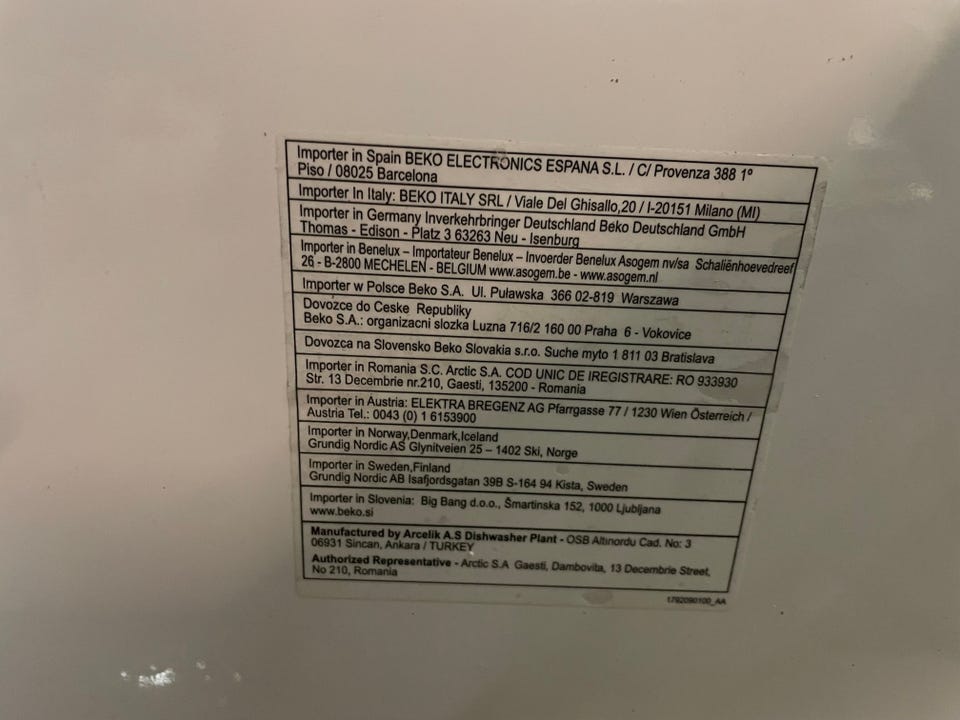 Importer in Spain BEKO ELECTRONICS ESPANA S.L. / C/ Provenza 388 1º
Piso / 08025 Barcelona
Importer In Italy: BEKO ITALY SRL / Viale Del Ghisallo,20 / I-20151 Milano (MI)
Importer in Germany Inverkehrbringer Deutschland Beko Deutschland GmbH
Thomas - Edison - Platz 3 63263 Neu - Isenburg
Importer in Benelux – Importateur Benelux – Invoerder Benelux Asogem nv/sa Schaliënhoevedreef
26 - B-2800 MECHELEN - BELGIUM www.asogem.be - www.asogem.nl
Importer w Polsce Beko S.A. Ul. Puławska 366 02-819 Warszawa
Dovozce do Ceske Republiky
Beko S.A.: organizacni slozka Luzna 716/2 160 00 Praha 6 - Vokovice
Dovozca na Slovensko Beko Slovakia s.r.o. Suche myto 1 811 03 Bratislava
Importer in Romania S.C. Arctic S.A. COD UNIC DE IREGISTRARE: RO 933930
Str. 13 Decembrie nr.210, Gaesti, 135200 - Romania
Importer in Austria: ELEKTRA BREGENZ AG Pfarrgasse 77 / 1230 Wien Österreich /
Austria Tel.: 0043 (0) 1 6153900
Importer in Norway,Denmark,Iceland
Grundig Nordic AS Glynitveien 25 – 1402 Ski, Norge
Importer in Sweden,Finland
Grundig Nordic AB Isafjordsgatan 39B S-164 94 Kista, Sweden
Importer in Slovenia: Big Bang d.o.o., Šmartinska 152, 1000 Ljubljana
www.beko.si
Manufactured by Arcelik A.S Dishwasher Plant - OSB Altınordu Cad. No: 3
06931 Sincan, Ankara / TURKEY
Authorized Representative - Arctic S.A Gaesti, Dambovita, 13 Decembrie Street,
No 210, Romania
1792090100_AA